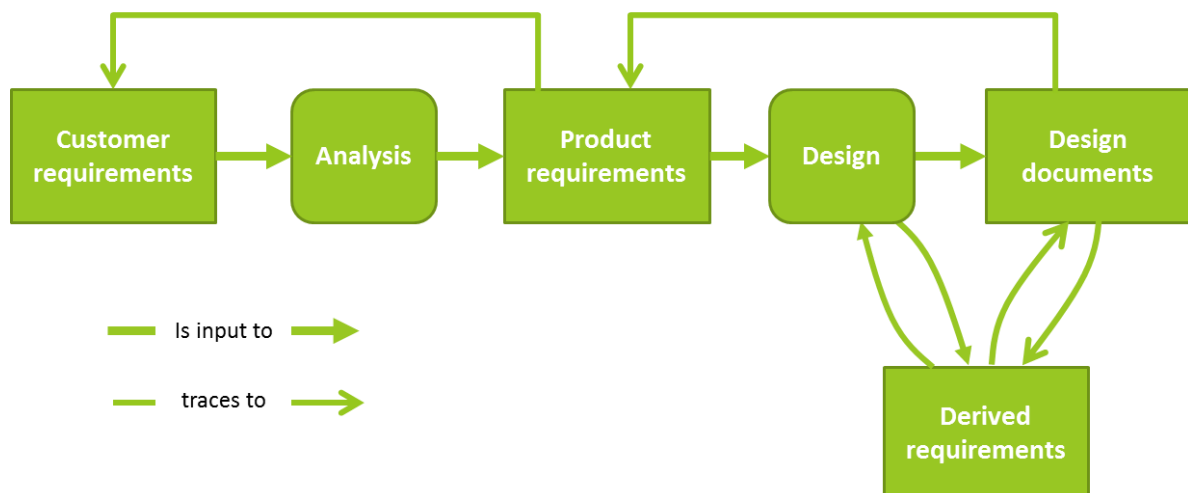 Customer
requirements
Analysis
Product
requirements
Design
Design
documents
Is input to
traces to
Derived
requirements